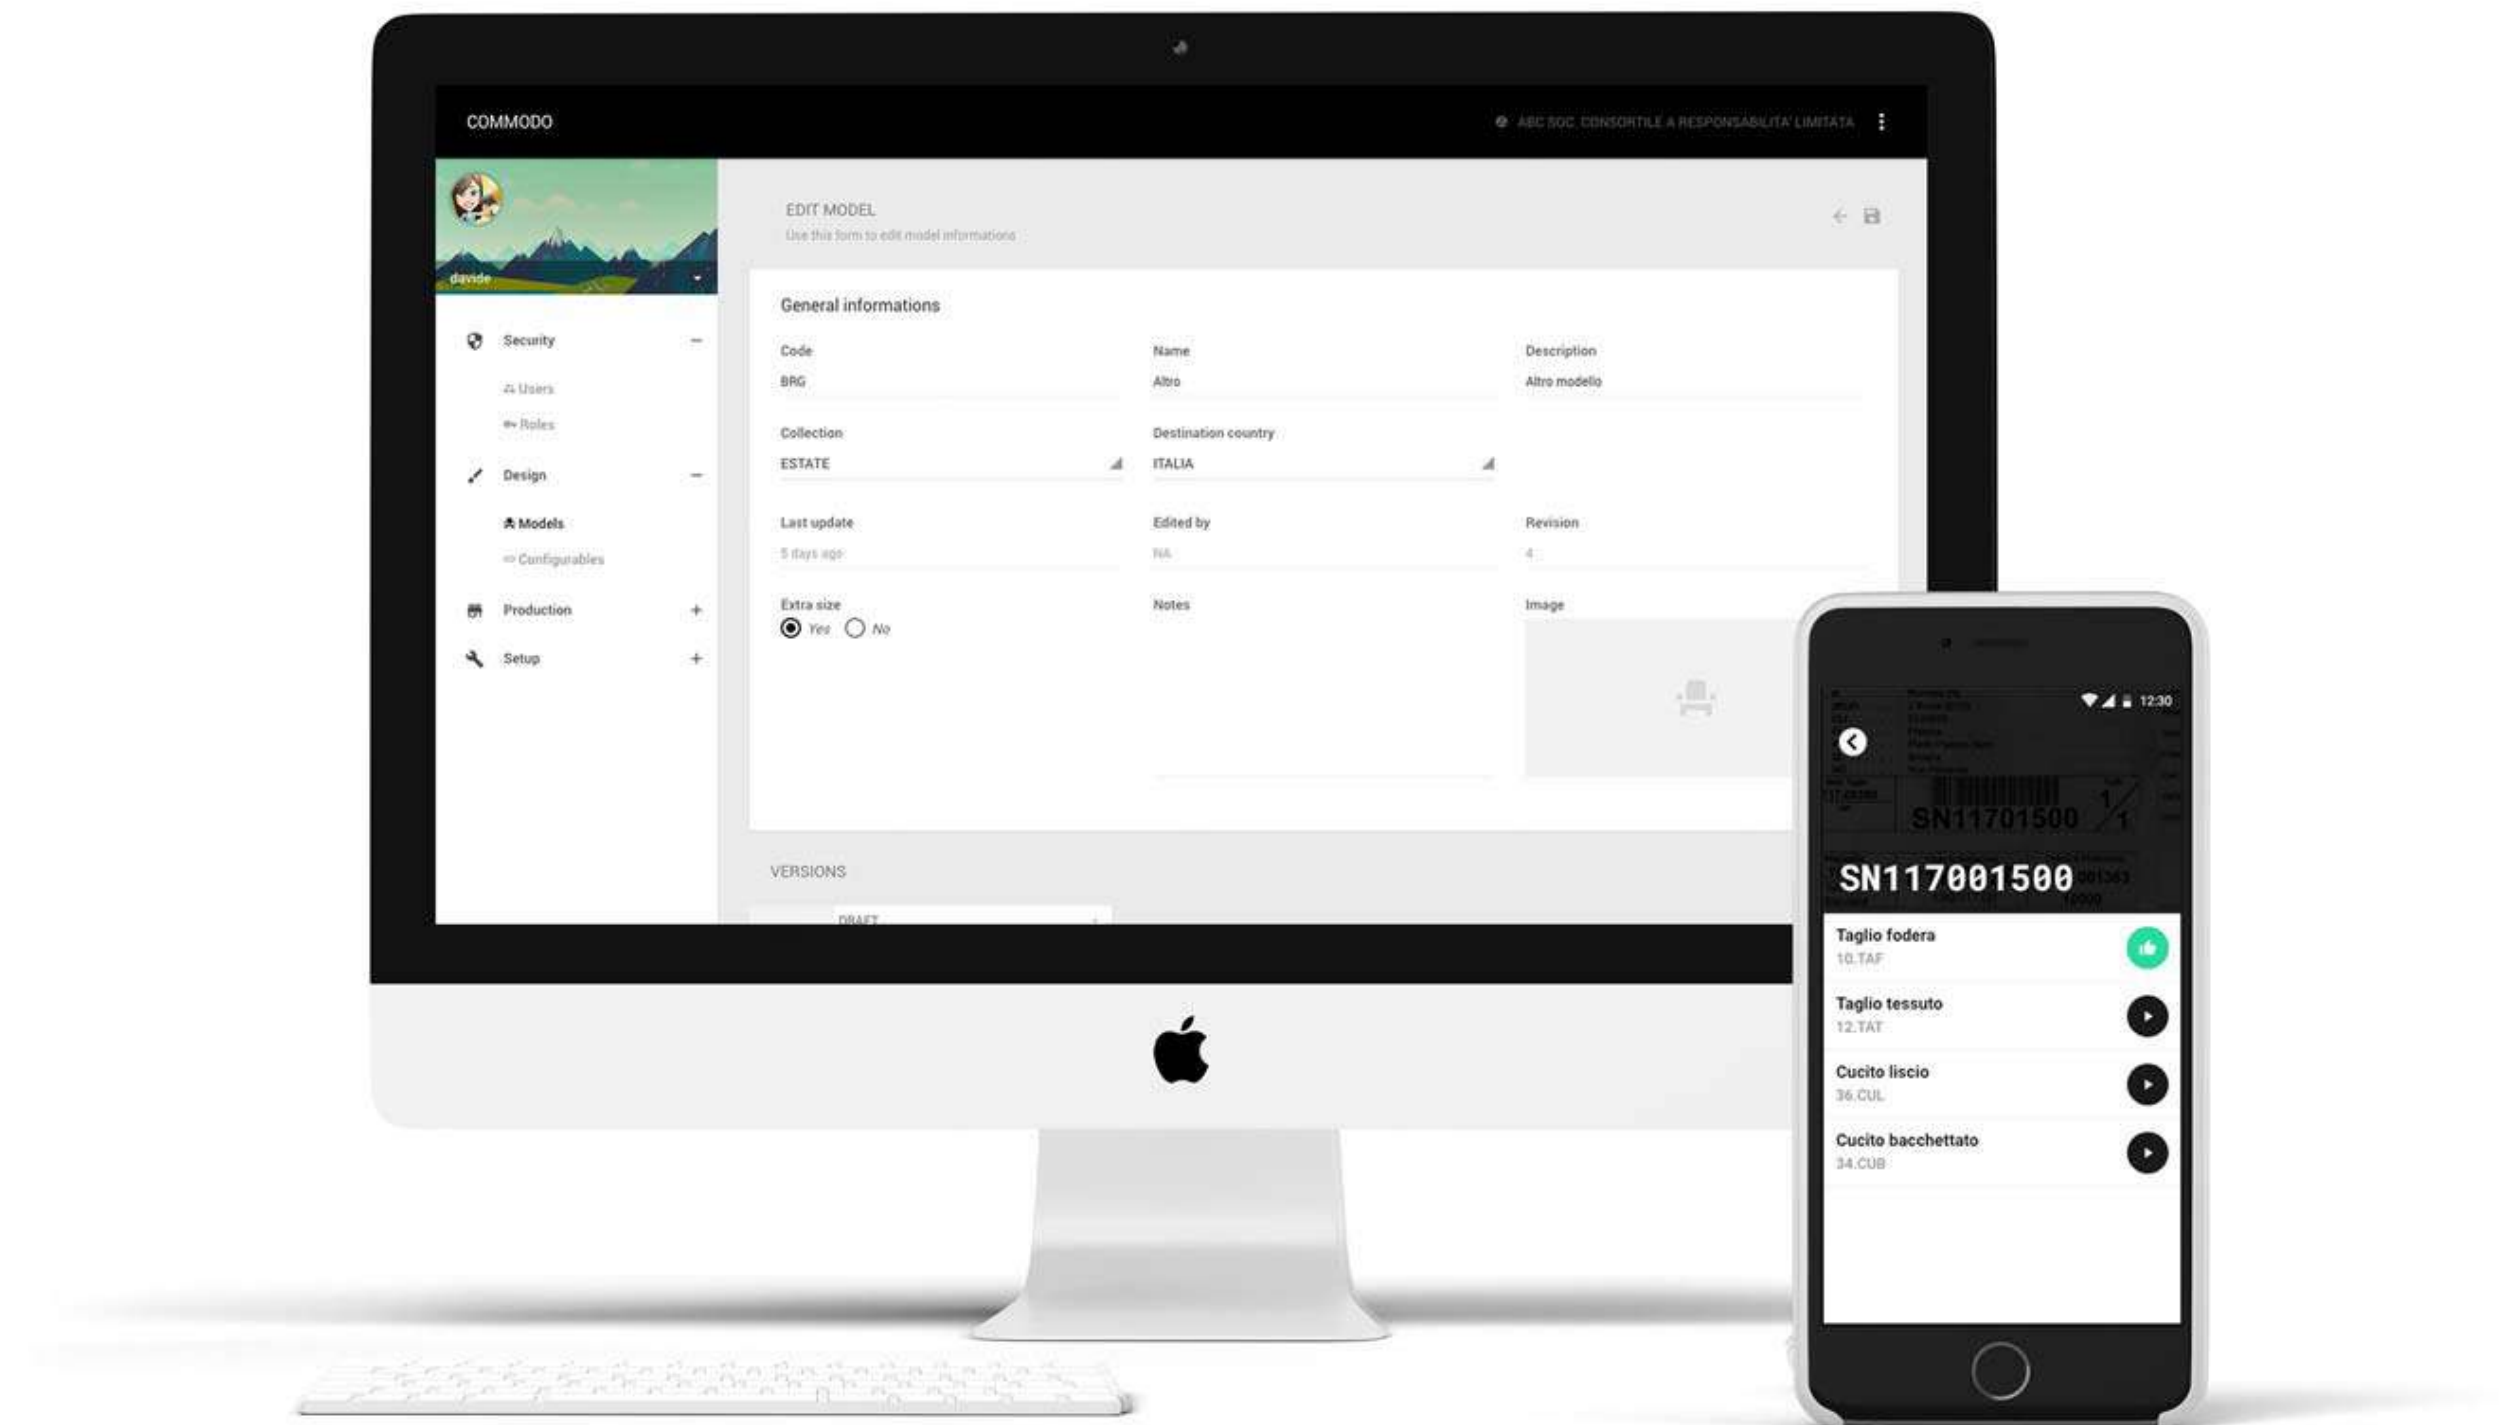 COMMODO
ABC SOC. CONSORTILE A RESPONSABILITA' LIMITATA
davide
Security
Users
Roles
Design
Models
Configurables
Production
Setup
EDIT MODEL
Use this form to edit model informations
General informations
Code Name Description
BRG Altro Altro modello
Collection Destination country
ESTATE ITALIA
Last update Edited by Revision
5 days ago NA 4
Extra size Notes Image
Yes No
VERSIONS
DRAFT
12:30
SN11701500 1/1
SN117001500
Taglio fodera
10.TAF
Taglio tessuto
12.TAT
Cucito liscio
36.CUL
Cucito bacchettato
34.CUB